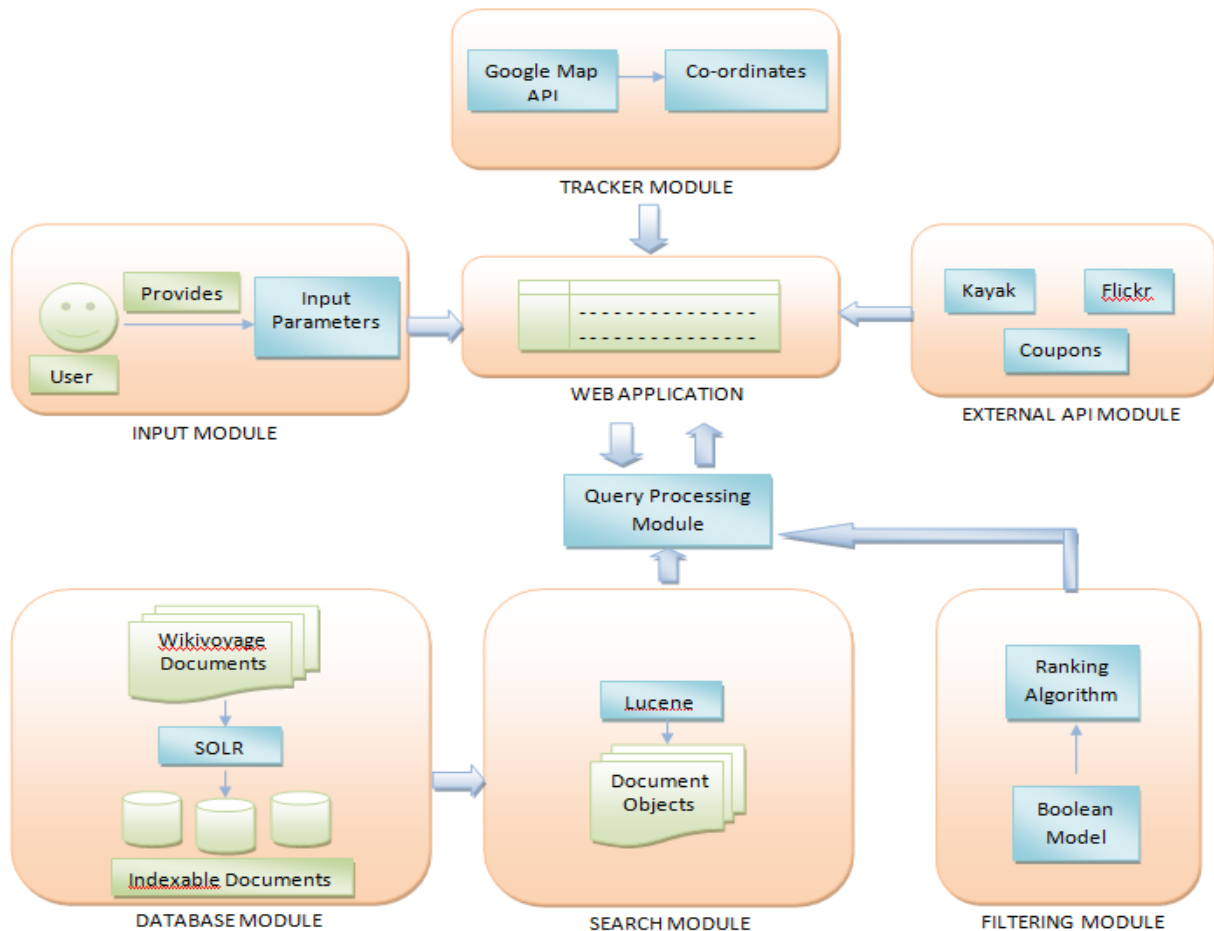 Google Map
API
Co-ordinates
TRACKER MODULE
Provides
Input
Parameters
User
INPUT MODULE
WEB APPLICATION
Kayak
Flickr
Coupons
EXTERNAL API MODULE
Query Processing
Module
Wikivoyage
Documents
SOLR
Indexable Documents
DATABASE MODULE
Lucene
Document
Objects
SEARCH MODULE
Ranking
Algorithm
Boolean
Model
FILTERING MODULE